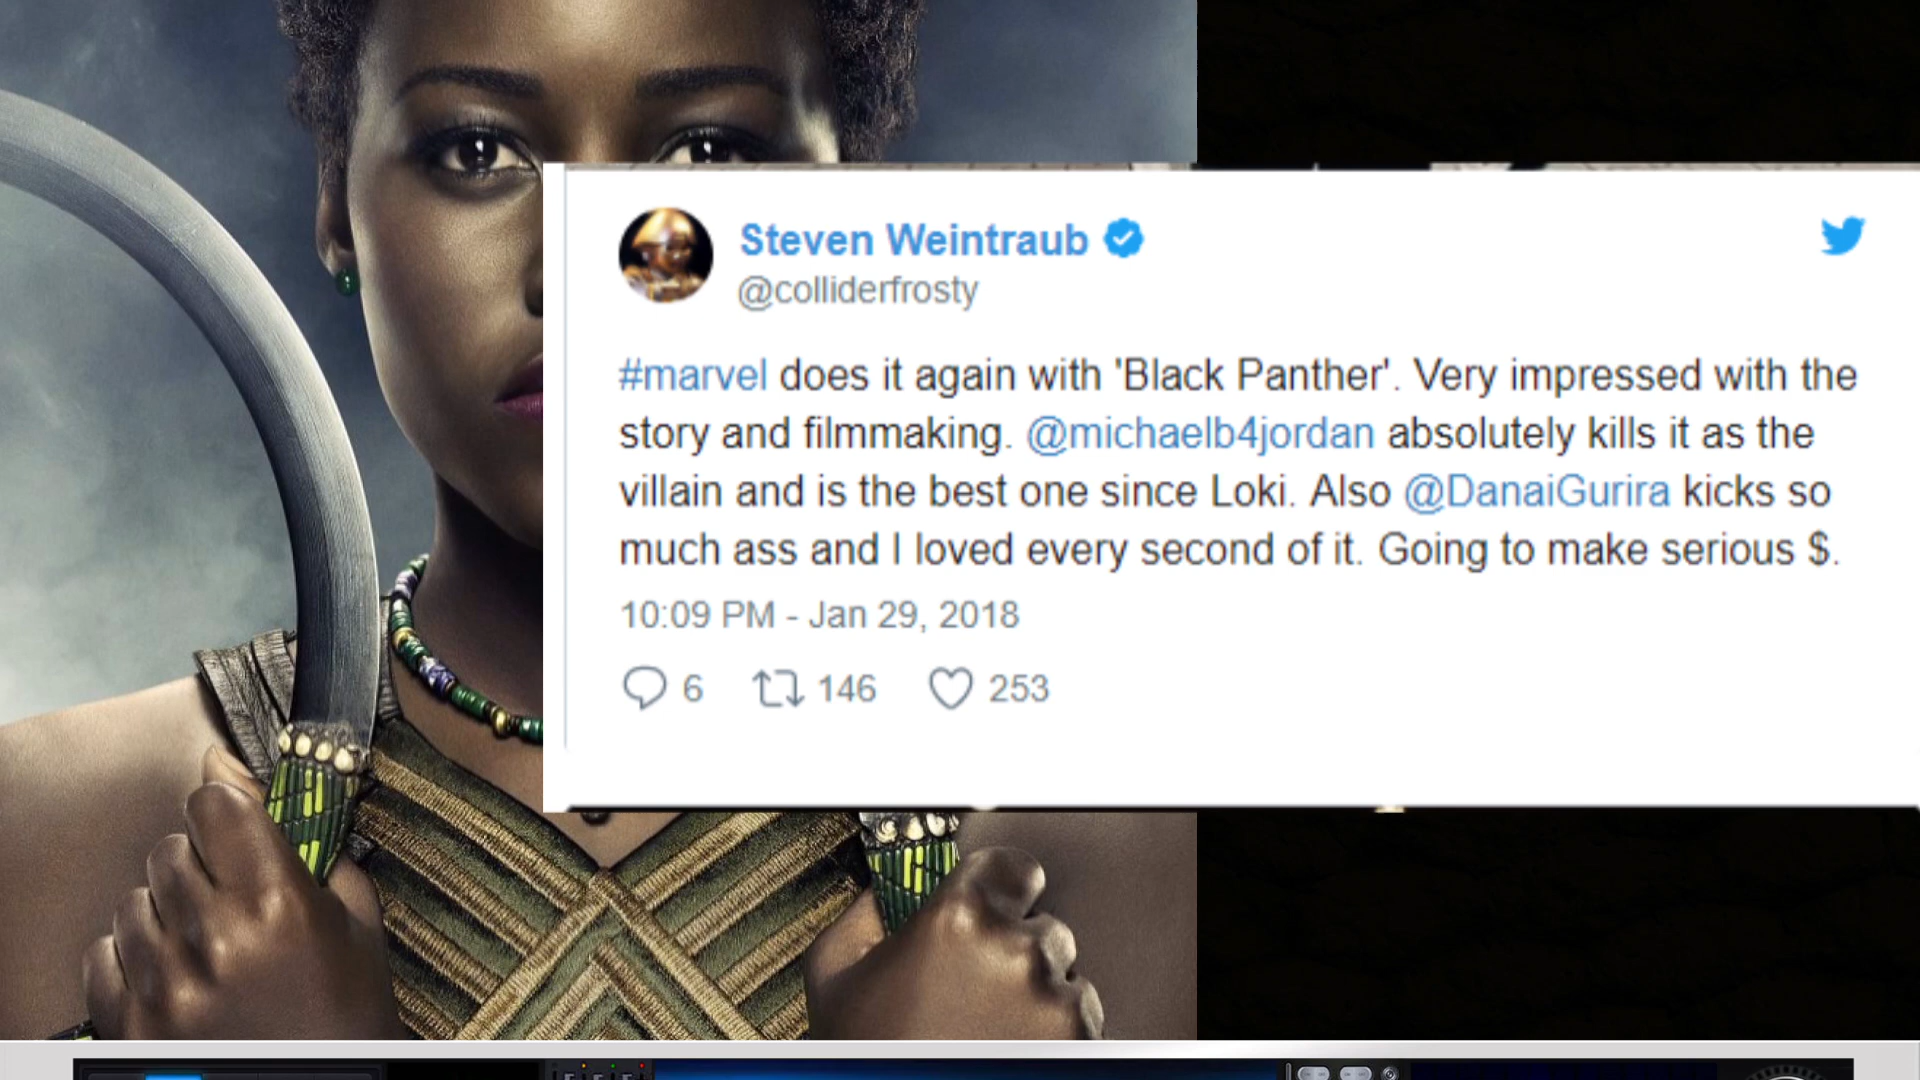 Steven Weintraub
@colliderfrosty
#marvel does it again with 'Black Panther'. Very impressed with the
story and filmmaking. @michaelb4jordan absolutely kills it as the
villain and is the best one since Loki. Also @DanaiGurira kicks so
much ass and I loved every second of it. Going to make serious $.
10:09 PM - Jan 29, 2018
6 146 253